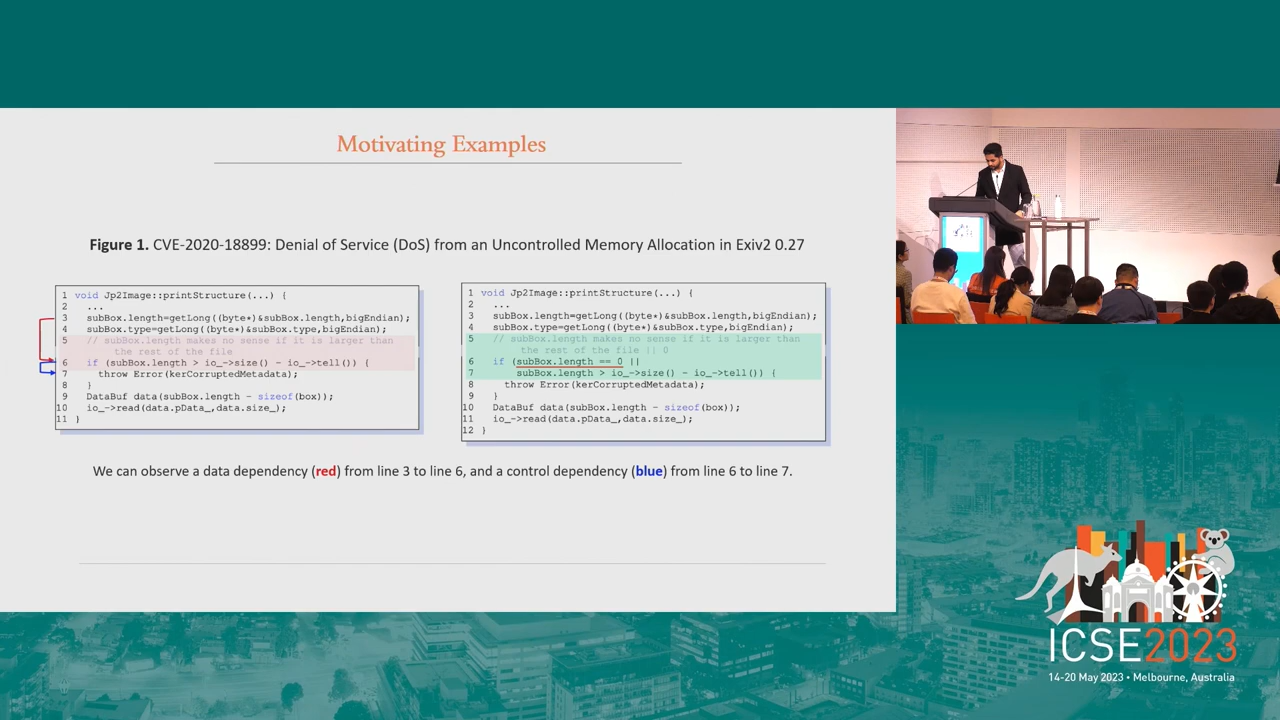 Motivating Examples
Figure 1. CVE-2020-18899: Denial of Service (DoS) from an Uncontrolled Memory Allocation in Exiv2 0.27
1 void Jp2Image::printStructure(...) {
2 ...
3 subBox.length=getLong((byte*)&subBox.length,bigEndian);
4 subBox.type=getLong((byte*)&subBox.type,bigEndian);
5 // subBox.length makes no sense if it is larger than
the rest of the file
6 if (subBox.length > io_->size() - io_->tell()) {
7 throw Error(kerCorruptedMetadata);
8 }
9 DataBuf data(subBox.length - sizeof(box));
10 io_->read(data.pData_,data.size_);
11 }
1 void Jp2Image::printStructure(...) {
2 ...
3 subBox.length=getLong((byte*)&subBox.length,bigEndian);
4 subBox.type=getLong((byte*)&subBox.type,bigEndian);
5 // subBox.length makes no sense if it is larger than
the rest of the file || 0
6 if (subBox.length == 0 ||
7 subBox.length > io_->size() - io_->tell()) {
8 throw Error(kerCorruptedMetadata);
9 }
10 DataBuf data(subBox.length - sizeof(box));
11 io_->read(data.pData_,data.size_);
12 }
We can observe a data dependency (red) from line 3 to line 6, and a control dependency (blue) from line 6 to line 7.
ICSE2023
14-20 May 2023 • Melbourne, Australia